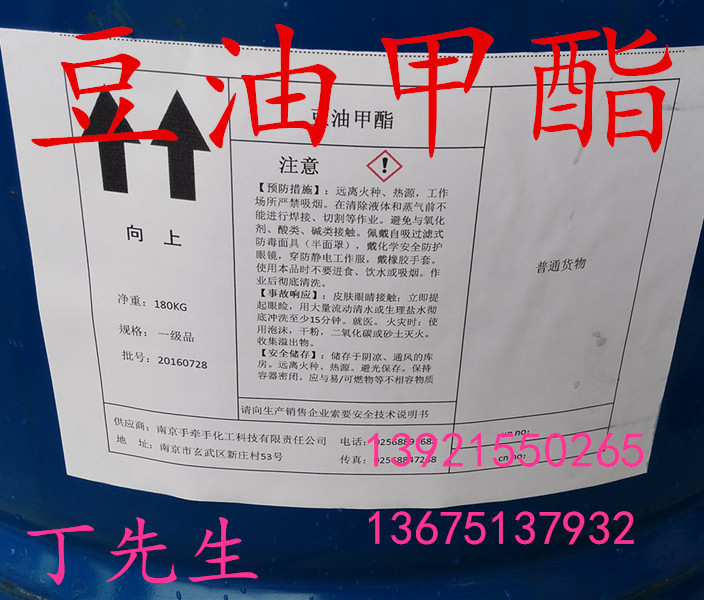 豆油甲酯
豆油甲酯
注意
【预防措施】：远离火种、热源，工作
场所严禁吸烟。在清除液体和蒸气前不
能进行焊接、切割等作业。避免与氧化
剂、酸类、碱类接触。佩戴自吸过滤式
防毒面具（半面罩），戴化学安全防护
眼镜，穿防静电工作服，戴橡胶手套。
使用本品时不要进食、饮水或吸烟。作
业后彻底清洗。
【事故响应】：皮肤眼睛接触：立即提
起眼睑，用大量流动清水或生理盐水彻
底冲洗至少15分钟。就医。火灾时：使
用泡沫，干粉，二氧化碳或砂土灭火。
收集溢出物。
【安全储存】：储存于阴凉、通风的库
房。远离火种、热源。避光保存。保持
容器密闭。应与易/可燃物等不相容物质
请向生产销售企业索要安全技术说明书
向上
净重：180KG
规格：一级品
批号：20160728
普通货物
供应商：南京手牵手化工科技有限责任公司 电话：
地 址：南京市玄武区新庄村53号 传真：
cn no:
13921550265
13675137932
丁先生